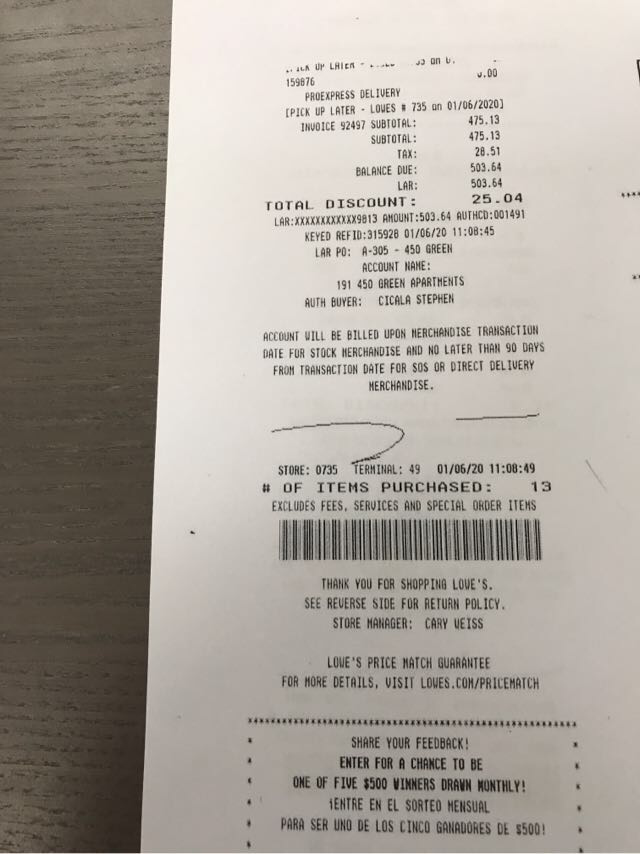 159876 0.00
PROEXPRESS DELIVERY
[PICK UP LATER - LOWES # 735 on 01/06/2020]
INVOICE 92497 SUBTOTAL: 475.13
SUBTOTAL: 475.13
TAX: 28.51
BALANCE DUE: 503.64
LAR: 503.64
TOTAL DISCOUNT: 25.04
LAR:XXXXXXXXXXXX9813 AMOUNT:503.64 AUTHCD:001491
KEYED REFID:315928 01/06/20 11:08:45
LAR PO: A-305 - 450 GREEN
ACCOUNT NAME:
191 450 GREEN APARTMENTS
AUTH BUYER: CICALA STEPHEN
ACCOUNT WILL BE BILLED UPON MERCHANDISE TRANSACTION
DATE FOR STOCK MERCHANDISE AND NO LATER THAN 90 DAYS
FROM TRANSACTION DATE FOR SOS OR DIRECT DELIVERY
MERCHANDISE.
STORE: 0735 TERMINAL: 49 01/06/20 11:08:49
# OF ITEMS PURCHASED: 13
EXCLUDES FEES, SERVICES AND SPECIAL ORDER ITEMS
THANK YOU FOR SHOPPING LOWE'S.
SEE REVERSE SIDE FOR RETURN POLICY.
STORE MANAGER: CARY WEISS
LOWE'S PRICE MATCH GUARANTEE
FOR MORE DETAILS, VISIT LOWES.COM/PRICEMATCH
***********************************************************
* SHARE YOUR FEEDBACK! *
* ENTER FOR A CHANCE TO BE *
* ONE OF FIVE $500 WINNERS DRAWN MONTHLY! *
* ¡ENTRE EN EL SORTEO MENSUAL *
* PARA SER UNO DE LOS CINCO GANADORES DE $500! *